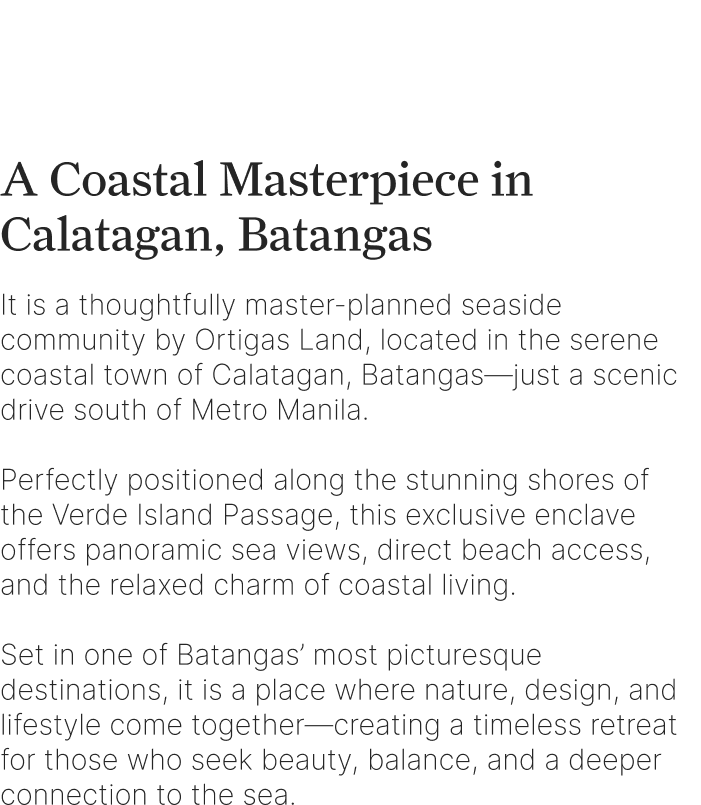 A Coastal Masterpiece in
Calatagan, Batangas
It is a thoughtfully master-planned seaside
community by Ortigas Land, located in the serene
coastal town of Calatagan, Batangas—just a scenic
drive south of Metro Manila.
Perfectly positioned along the stunning shores of
the Verde Island Passage, this exclusive enclave
offers panoramic sea views, direct beach access,
and the relaxed charm of coastal living.
Set in one of Batangas’ most picturesque
destinations, it is a place where nature, design, and
lifestyle come together—creating a timeless retreat
for those who seek beauty, balance, and a deeper
connection to the sea.